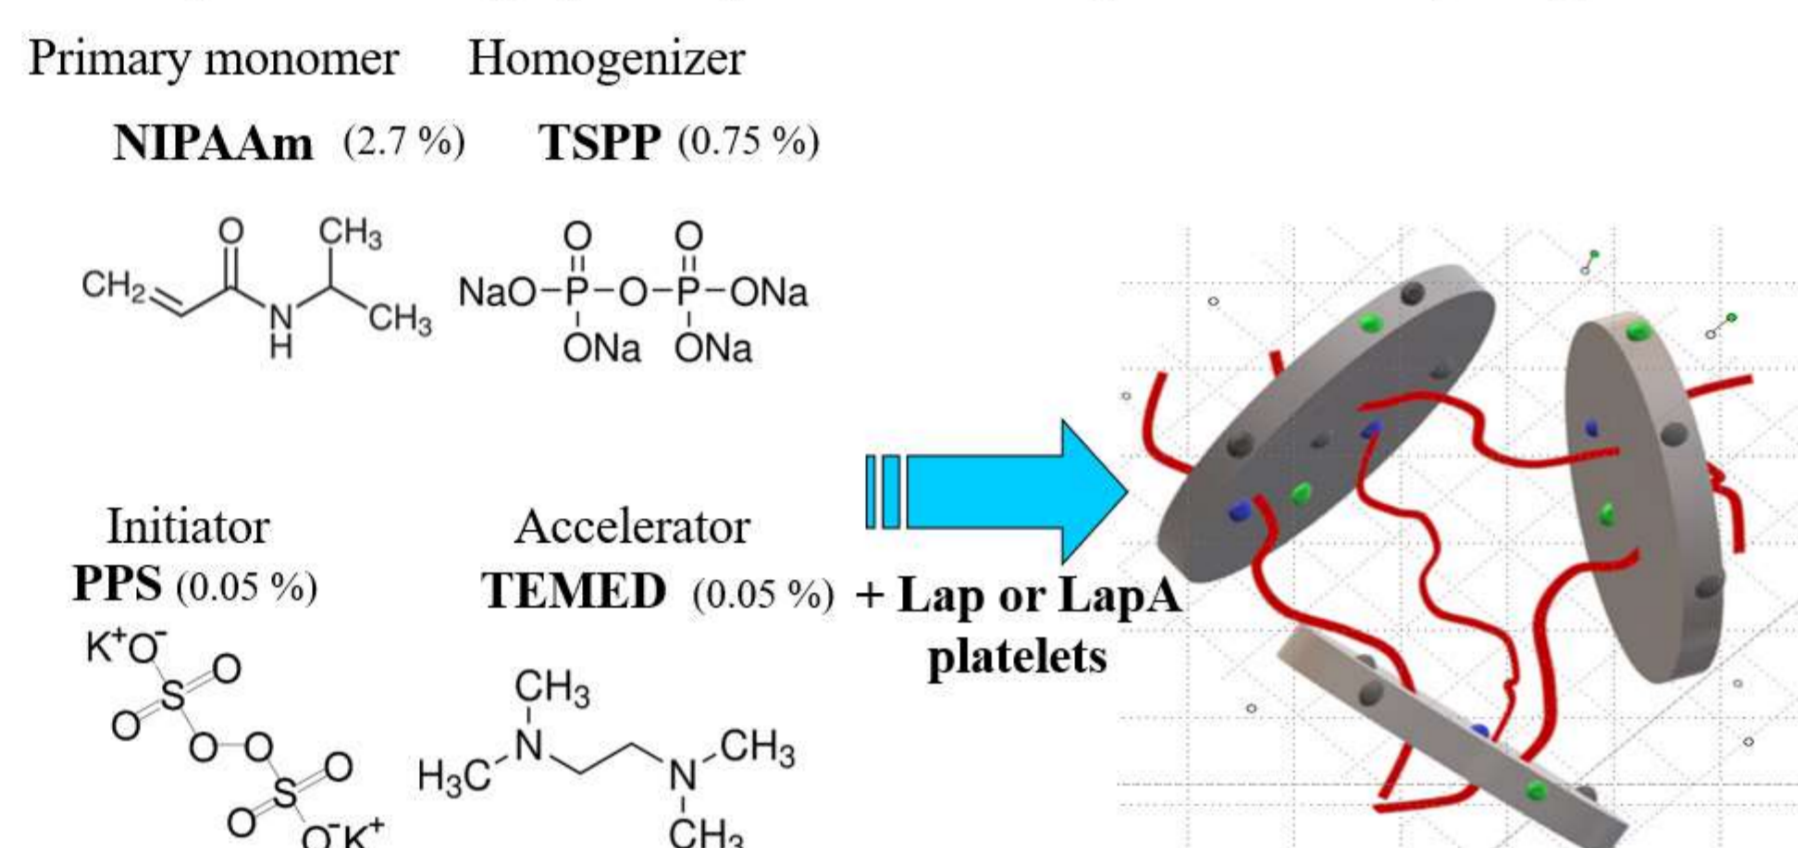 Primary monomer Homogenizer
NIPAAm (2.7 %) TSPP (0.75 %)
O CH3 O O
CH2 NaO–P–O–P–ONa
N CH3
H ONa ONa
Initiator Accelerator
PPS (0.05 %) TEMED (0.05 %) + Lap or LapA
platelets
K+O- O CH3
S
O O O N CH3
H3C N
S O
O CH3
O-K+